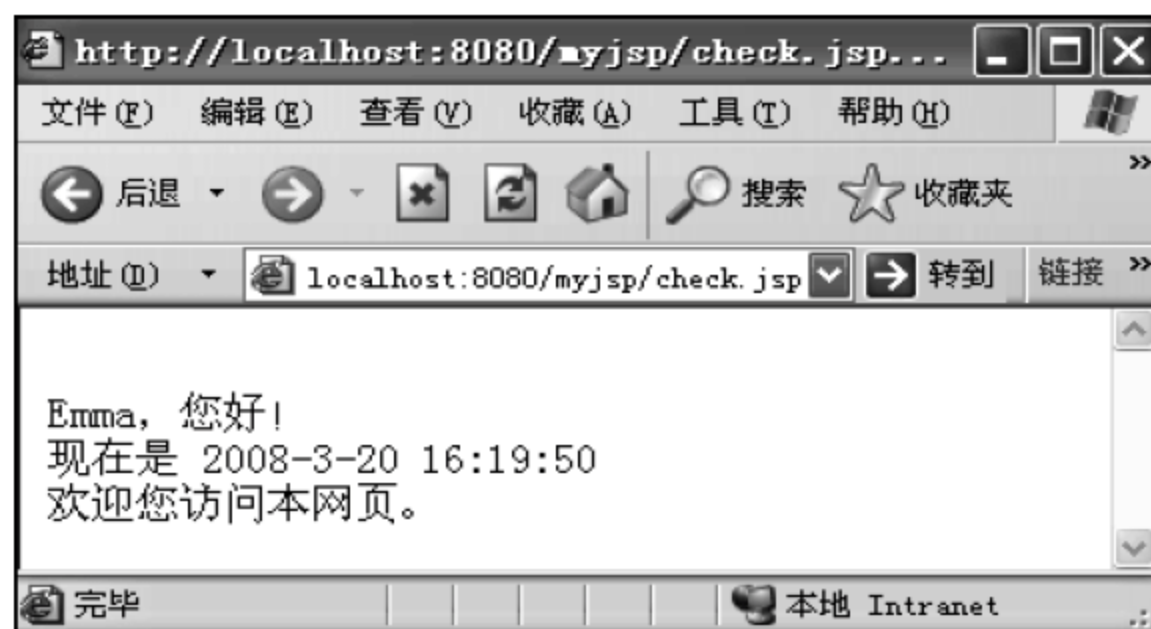 http://localhost:8080/myjsp/check.jsp...
文件(F) 编辑(E) 查看(V) 收藏(A) 工具(T) 帮助(H)
后退 搜索 收藏夹 »
地址(D) localhost:8080/myjsp/check.jsp 转到 链接 »
Emma, 您好!
现在是 2008-3-20 16:19:50
欢迎您访问本网页。
完毕 本地 Intranet